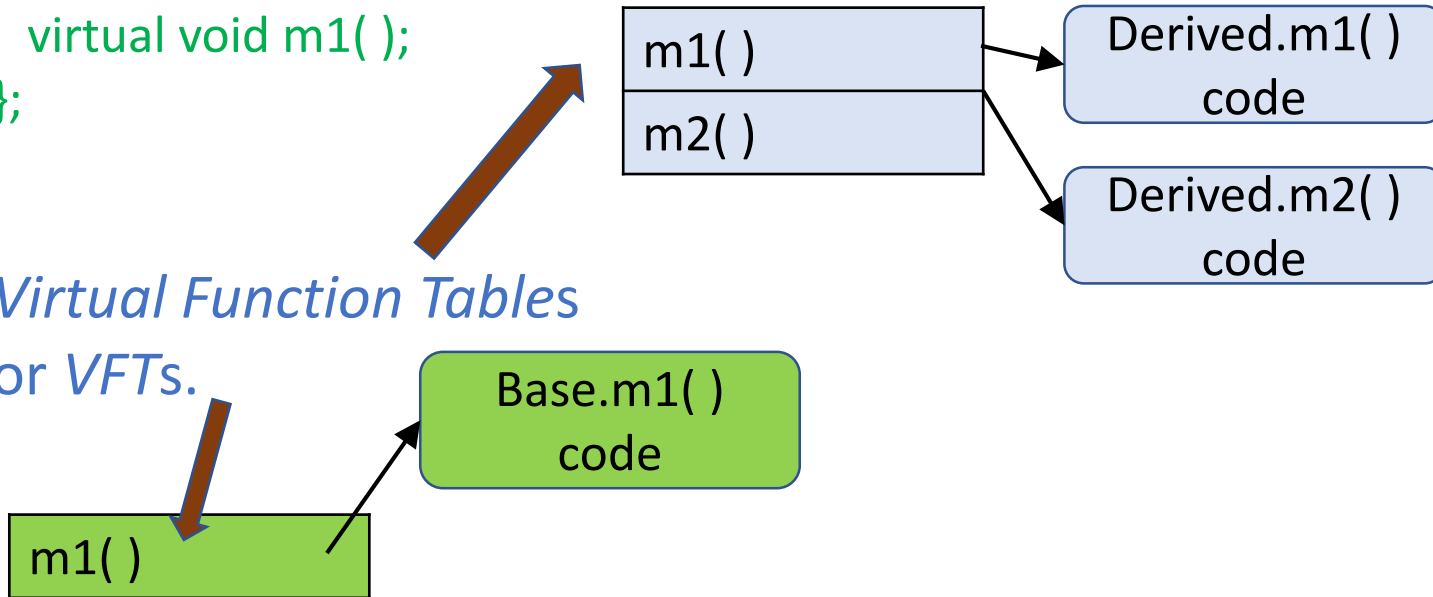 virtual void m1( );
};
m1( )
m2( )
Derived.m1( )
code
Derived.m2( )
code
Virtual Function Tables
or VFTs.
Base.m1( )
code
m1( )